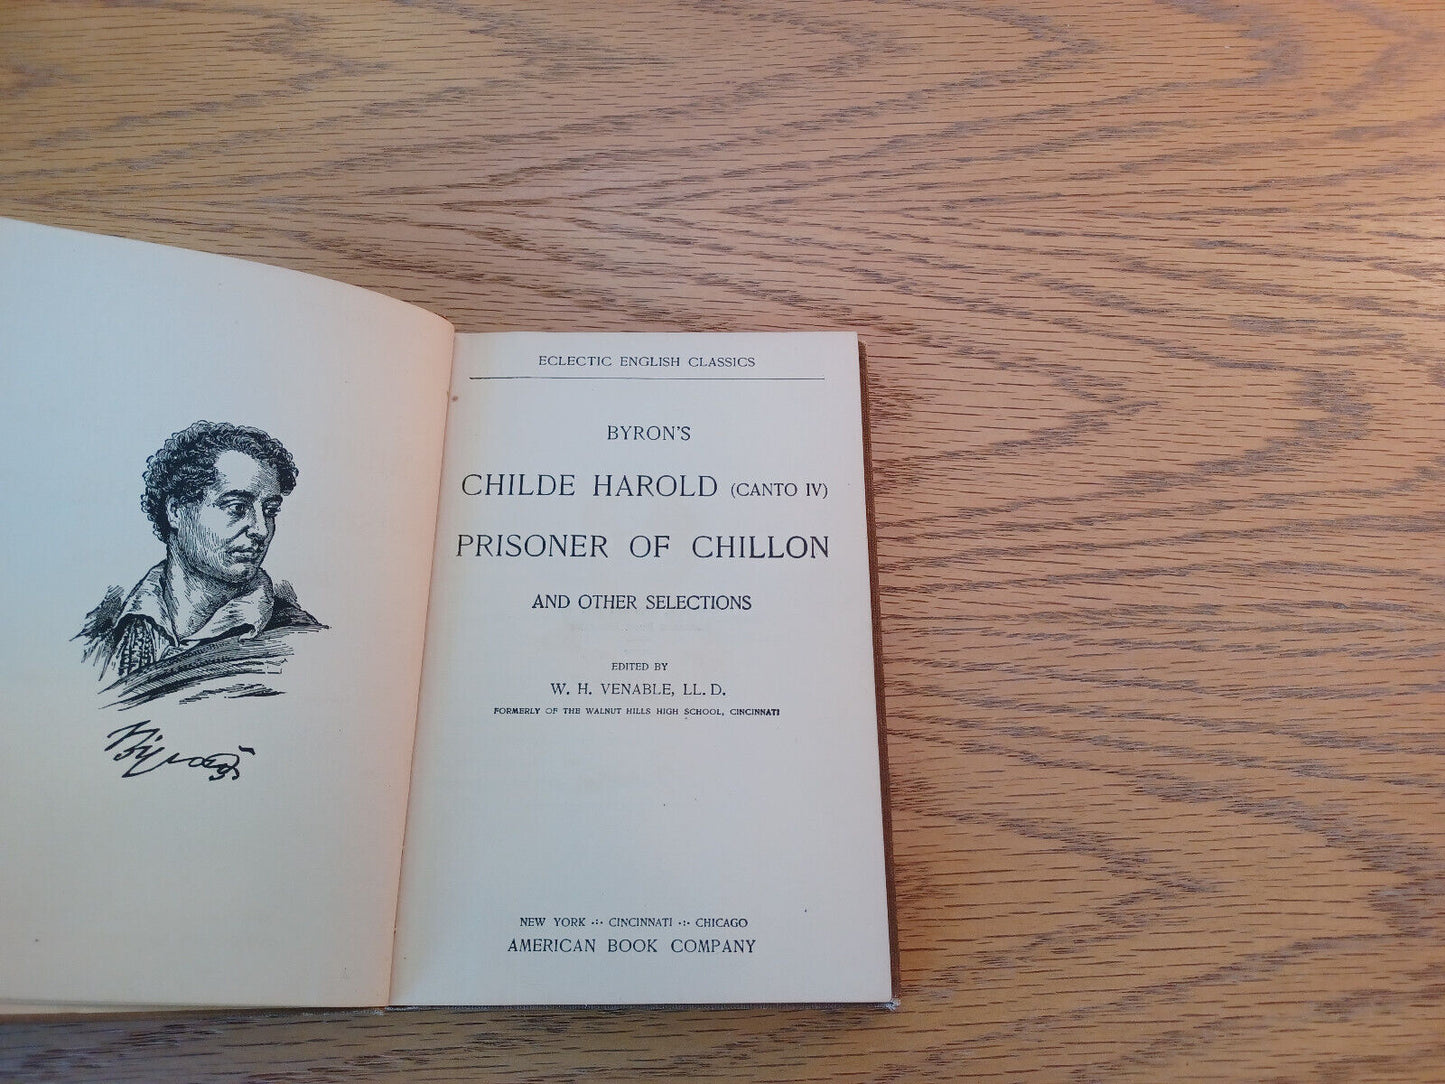 Byron
ECLECTIC ENGLISH CLASSICS
BYRON'S
CHILDE HAROLD (CANTO IV)
PRISONER OF CHILLON
AND OTHER SELECTIONS
EDITED BY
W. H. VENABLE, LL. D.
FORMERLY OF THE WALNUT HILLS HIGH SCHOOL, CINCINNATI
NEW YORK ·:· CINCINNATI ·:· CHICAGO
AMERICAN BOOK COMPANY